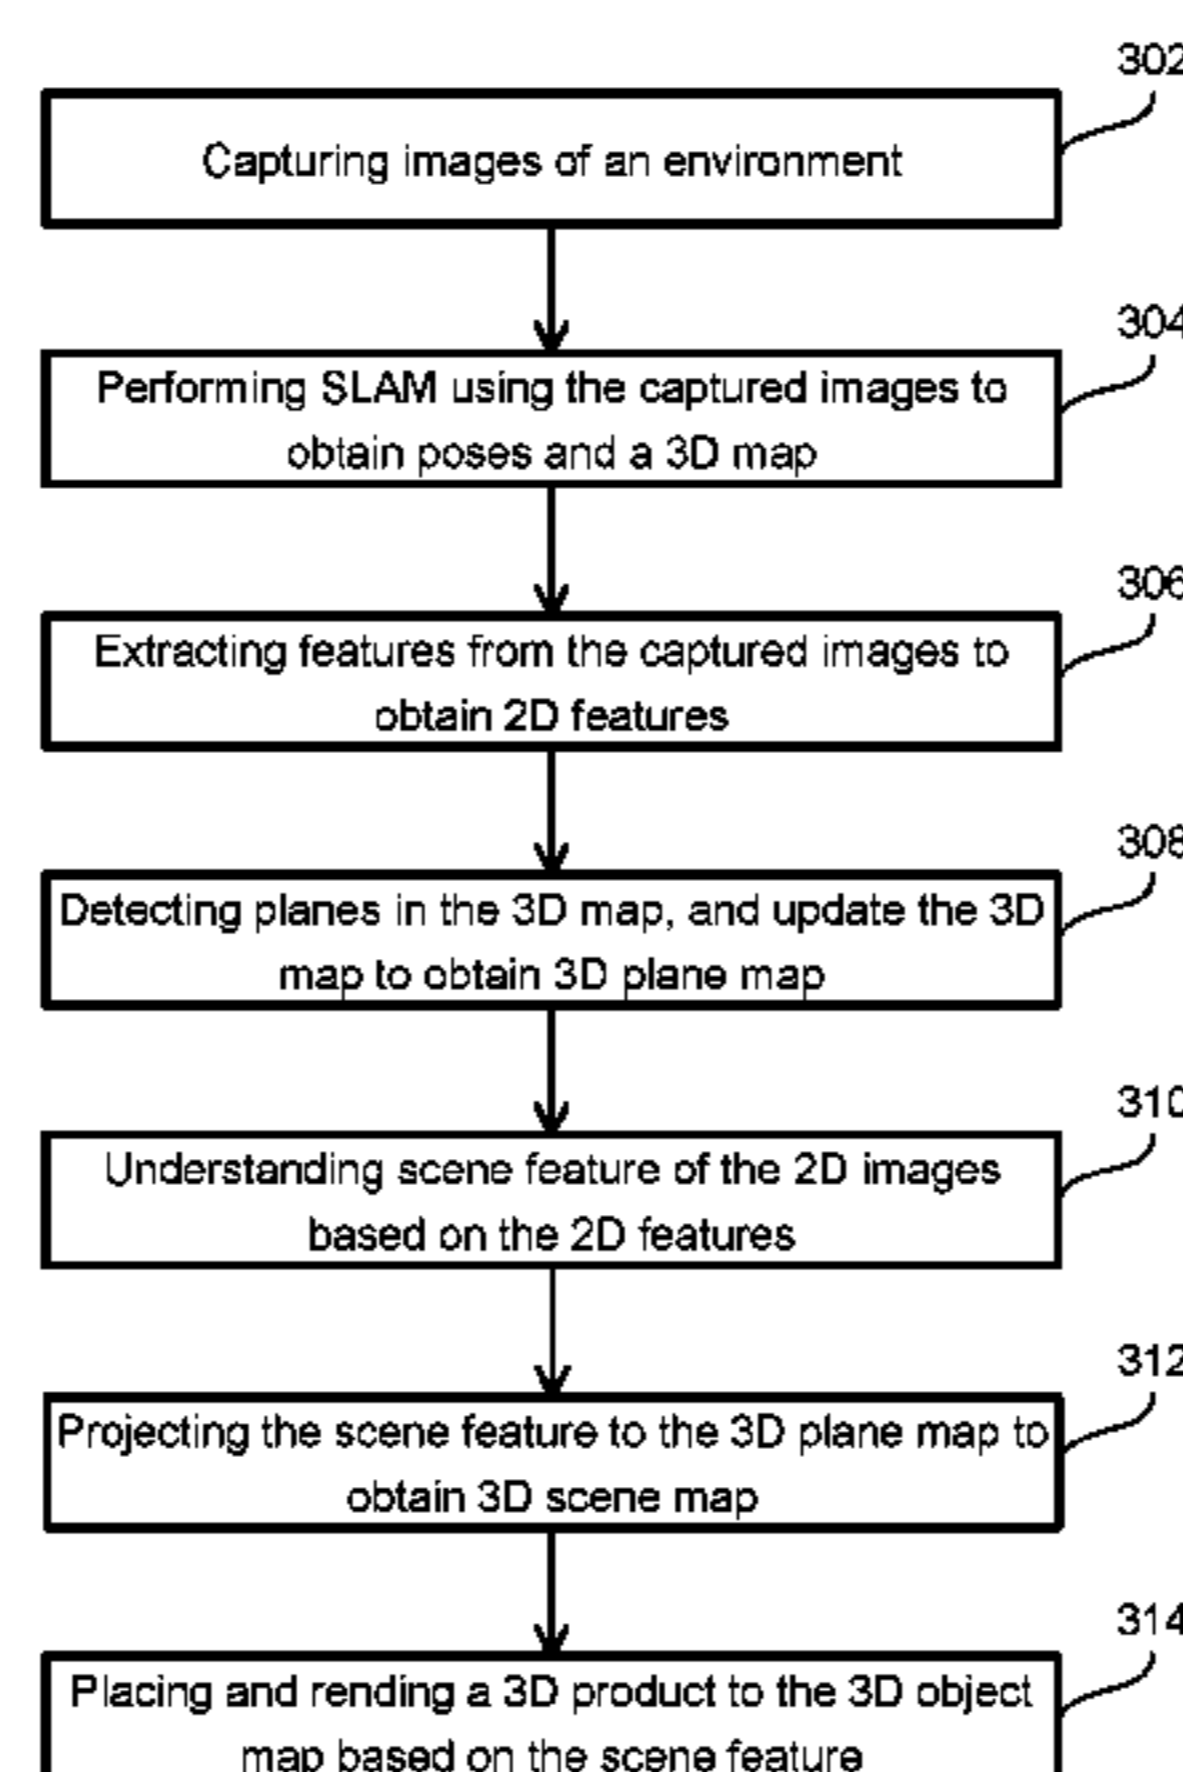 302
Capturing images of an environment
304
Performing SLAM using the captured images to
obtain poses and a 3D map
306
Extracting features from the captured images to
obtain 2D features
308
Detecting planes in the 3D map, and update the 3D
map to obtain 3D plane map
310
Understanding scene feature of the 2D images
based on the 2D features
312
Projecting the scene feature to the 3D plane map to
obtain 3D scene map
314
Placing and rending a 3D product to the 3D object
map based on the scene feature